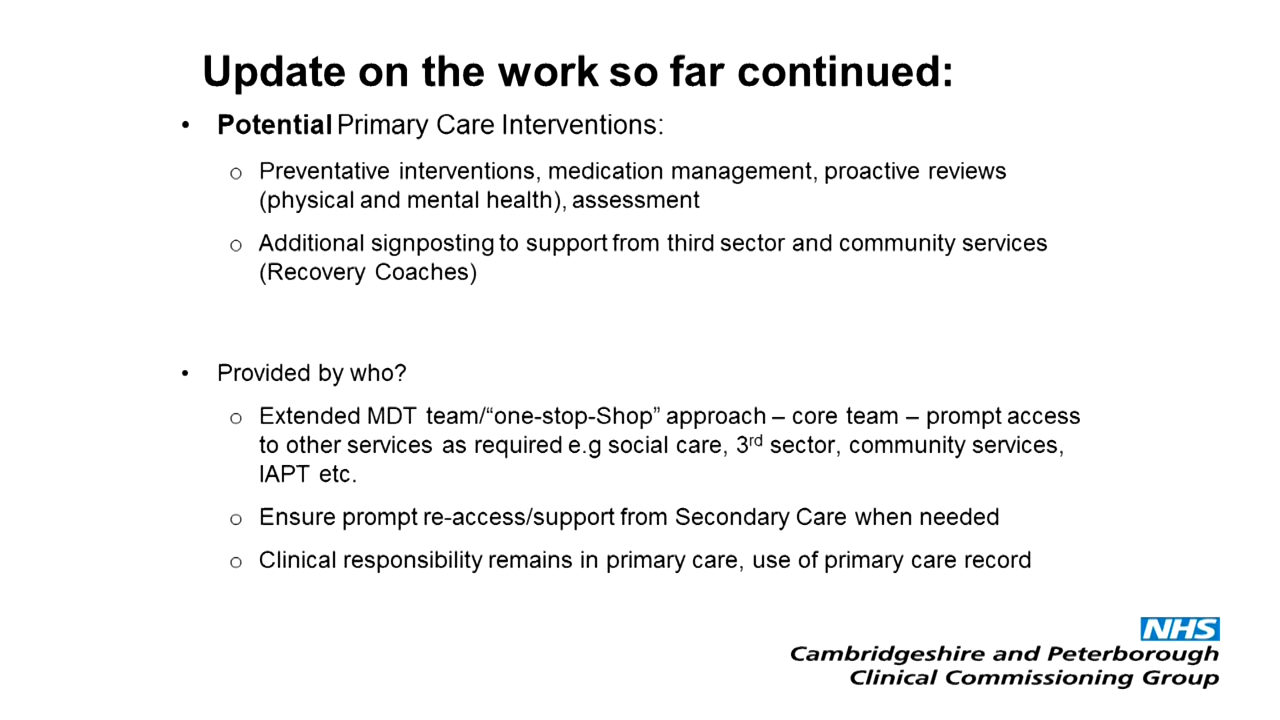 Update on the work so far continued:
• Potential Primary Care Interventions:
o Preventative interventions, medication management, proactive reviews
(physical and mental health), assessment
o Additional signposting to support from third sector and community services
(Recovery Coaches)
• Provided by who?
o Extended MDT team/“one-stop-Shop” approach – core team – prompt access
to other services as required e.g social care, 3rd sector, community services,
IAPT etc.
o Ensure prompt re-access/support from Secondary Care when needed
o Clinical responsibility remains in primary care, use of primary care record
NHS
Cambridgeshire and Peterborough
Clinical Commissioning Group